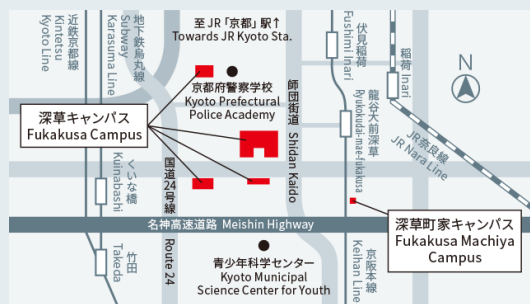 近鉄京都線
Kintetsu
Kyoto Line
地下鉄烏丸線
Subway
Karasuma Line
至 JR「京都」駅↑
Towards JR Kyoto Sta.
京都府警察学校
Kyoto Prefectural
Police Academy
深草キャンパス
Fukakusa Campus
師団街道 Shidan Kaido
伏見稲荷
Fushimi Inari
稲荷
Inari
N
龍谷大前深草
Ryukokudai-mae-fukakusa
JR奈良線
JR Nara Line
くいな橋
Kuinabashi
国道24号線
Route 24
名神高速道路 Meishin Highway
深草町家キャンパス
Fukakusa Machiya
Campus
竹田
Takeda
青少年科学センター
Kyoto Municipal
Science Center for Youth
京阪本線
Keihan Line